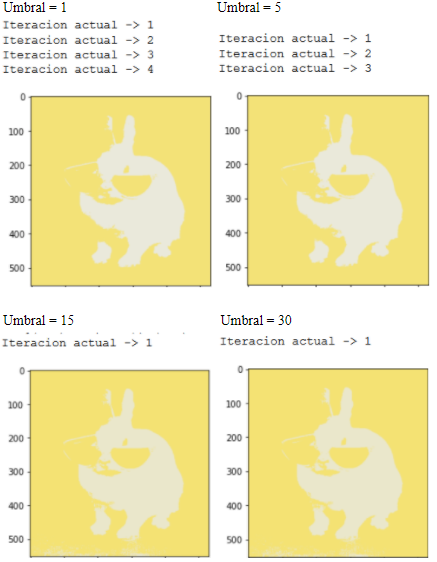 Umbral = 1
Iteracion actual -> 1
Iteracion actual -> 2
Iteracion actual -> 3
Iteracion actual -> 4
0
100
200
300
400
500
Umbral = 5
Iteracion actual -> 1
Iteracion actual -> 2
Iteracion actual -> 3
0
100
200
300
400
500
Umbral = 15
Iteracion actual -> 1
0
100
200
300
400
500
Umbral = 30
Iteracion actual -> 1
0
100
200
300
400
500